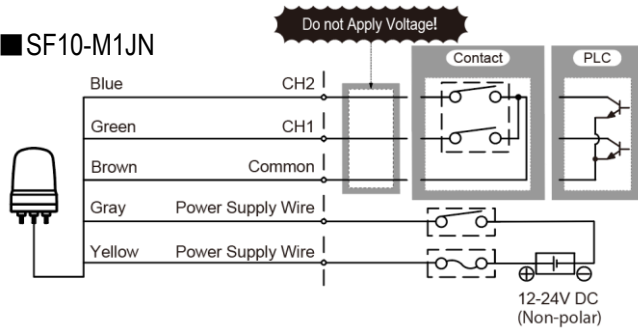 Do not Apply Voltage!
■SF10-M1JN
Contact
PLC
Blue CH2
Green CH1
Brown Common
Gray Power Supply Wire
Yellow Power Supply Wire
⊕ ⊖
12-24V DC
(Non-polar)